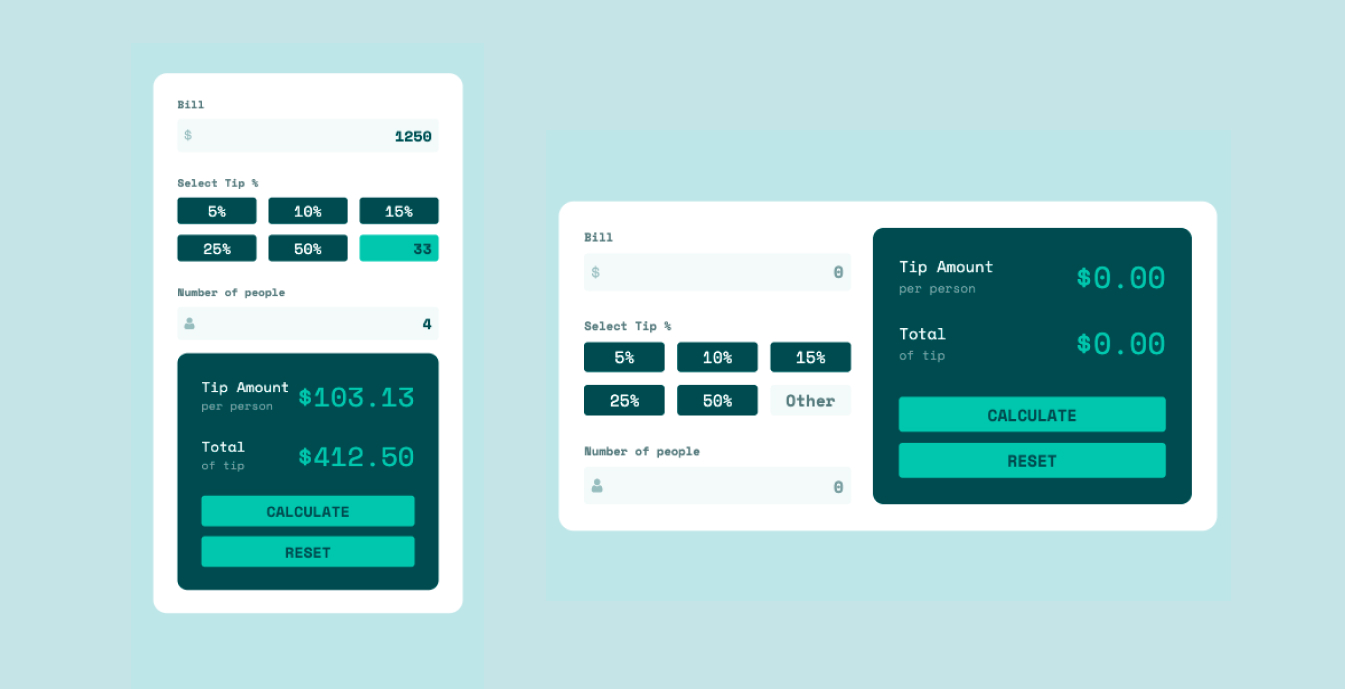 Bill
$ 1250
Select Tip %
5% 10% 15%
25% 50% 33
Number of people
4
Tip Amount
per person
$103.13
Total
of tip
$412.50
CALCULATE
RESET
Bill
$ 0
Select Tip %
5% 10% 15%
25% 50% Other
Number of people
0
Tip Amount
per person
$0.00
Total
of tip
$0.00
CALCULATE
RESET